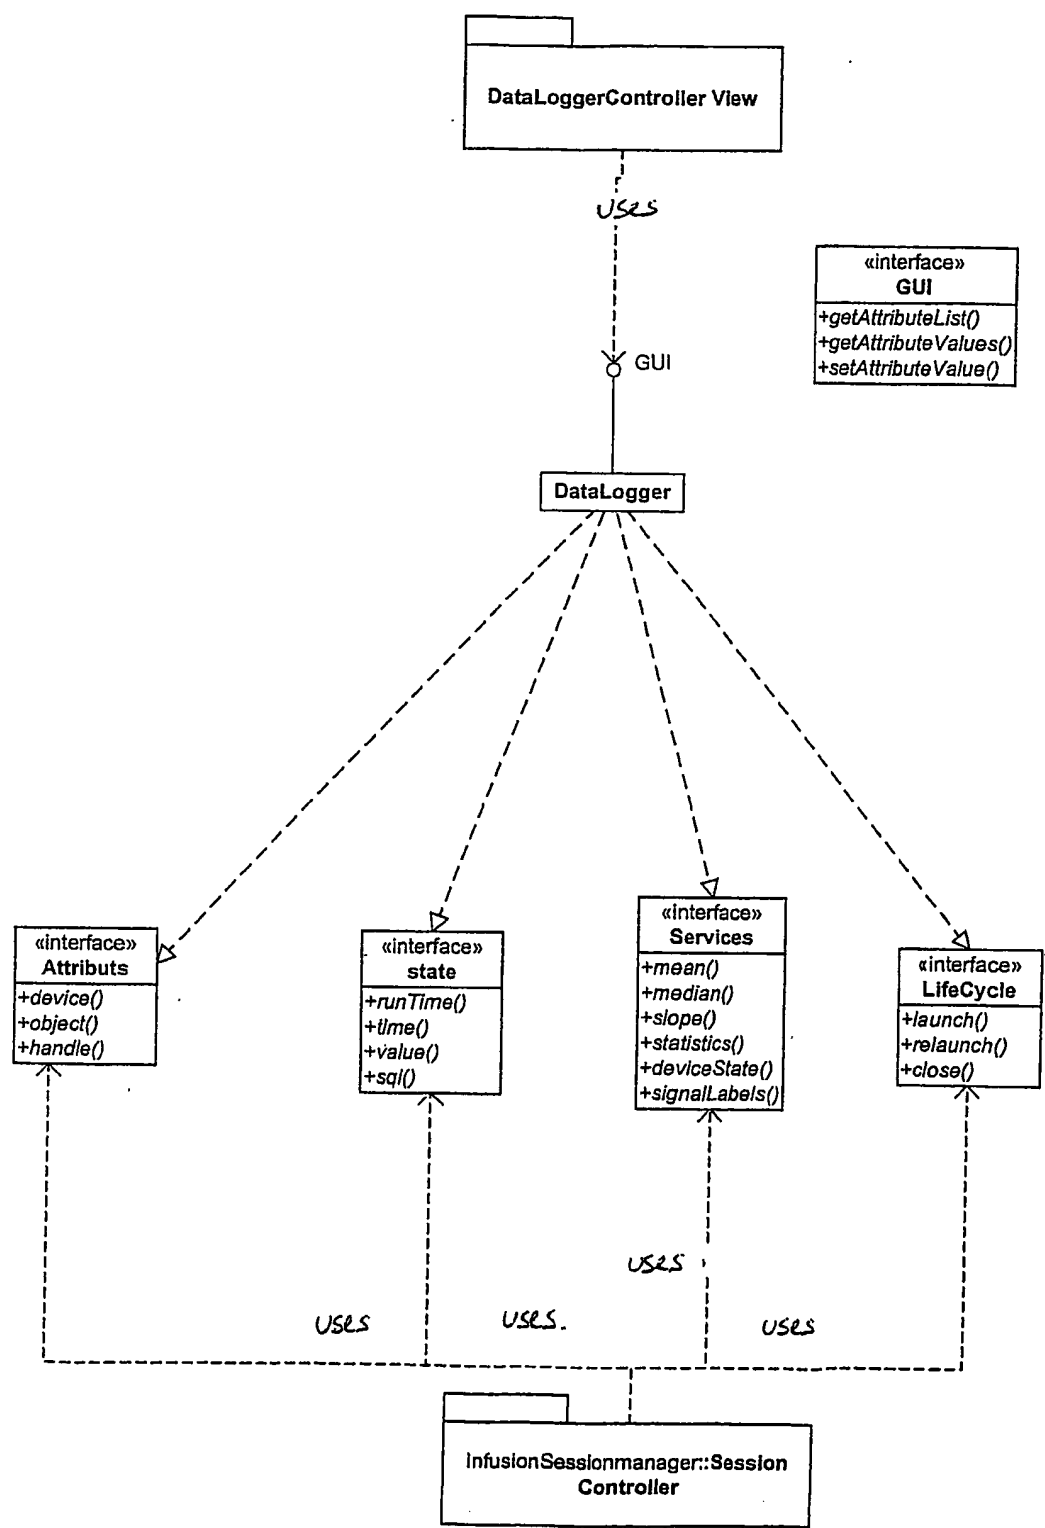 DataLoggerController View
uses
«interface»
GUI
+getAttributeList()
+getAttributeValues()
+setAttributeValue()
GUI
DataLogger
«interface»
Attributs
+device()
+object()
+handle()
«interface»
state
+runTime()
+time()
+value()
+sql()
«interface»
Services
+mean()
+median()
+slope()
+statistics()
+deviceState()
+signalLabels()
«interface»
LifeCycle
+launch()
+relaunch()
+close()
uses
uses.
uses
uses
InfusionSessionmanager::Session
Controller